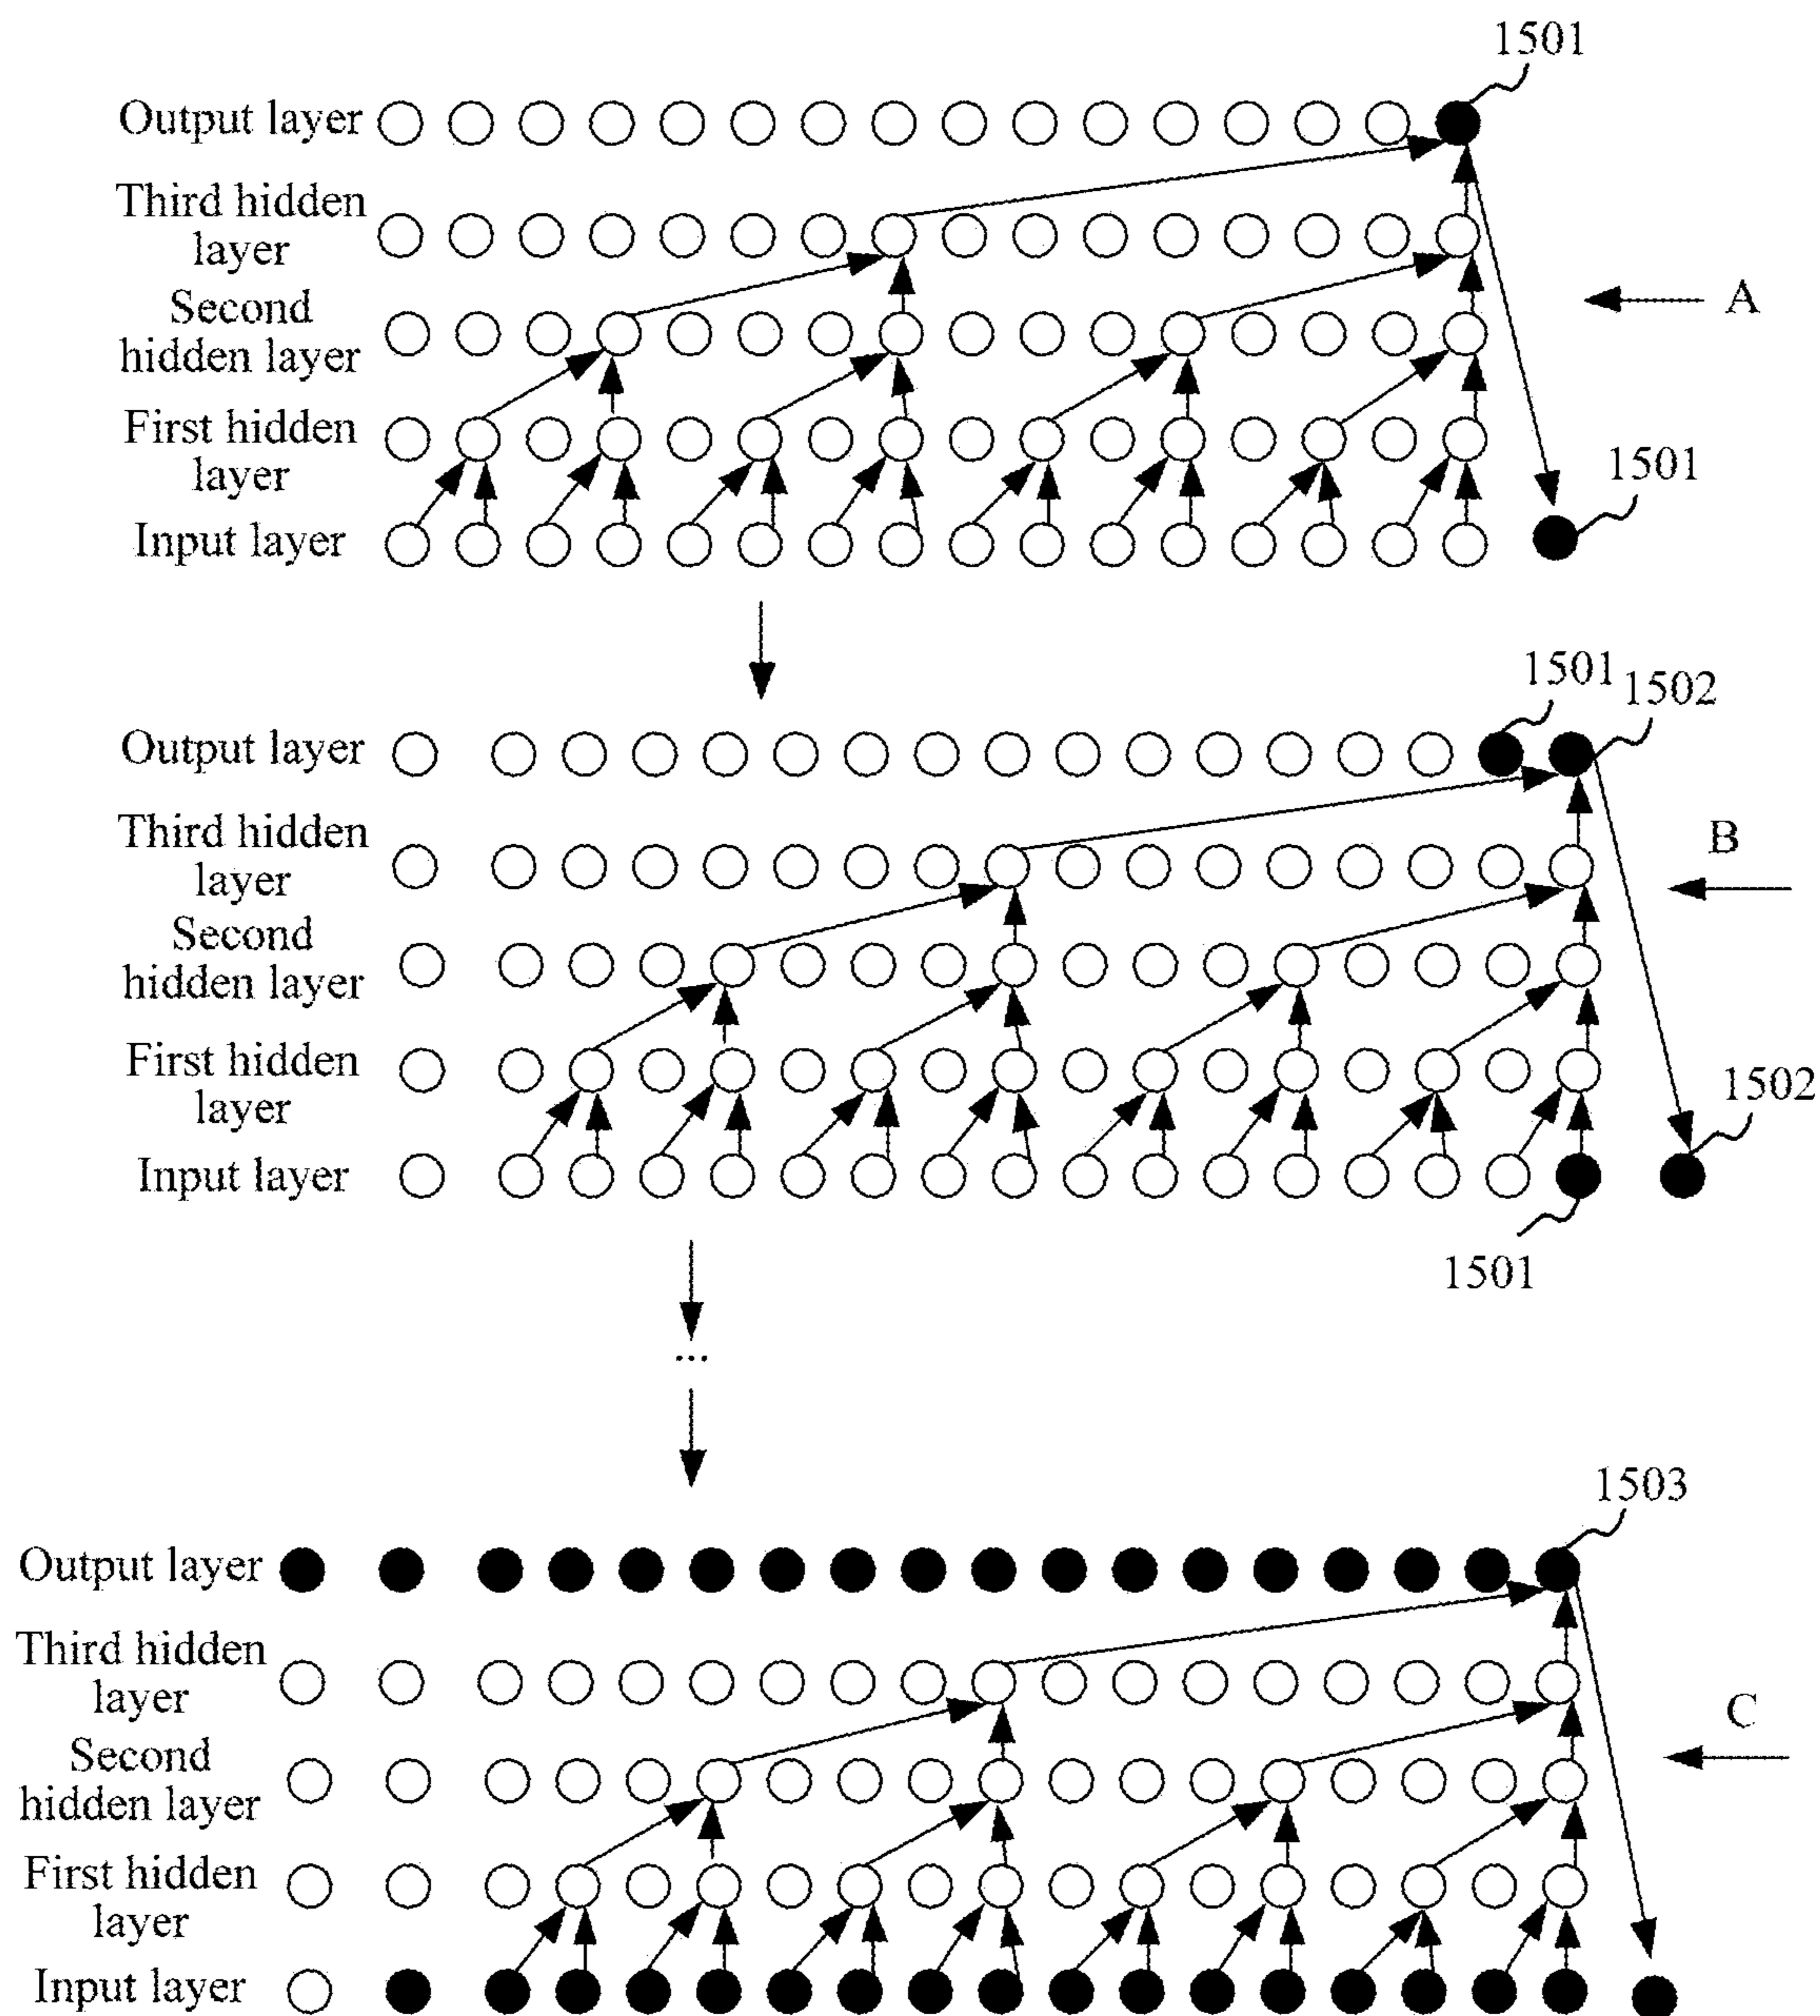 1501
Output layer
Third hidden
layer
Second
hidden layer
A
First hidden
layer
1501
Input layer
1501
1502
Output layer
Third hidden
layer
B
Second
hidden layer
First hidden
layer
1502
Input layer
1501
...
1503
Output layer
Third hidden
layer
C
Second
hidden layer
First hidden
layer
Input layer